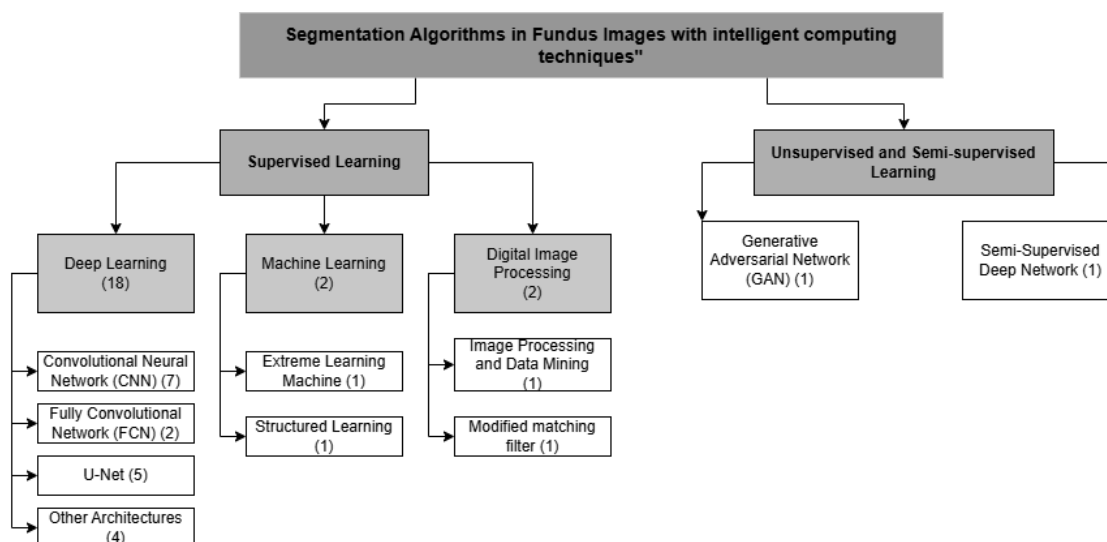 Segmentation Algorithms in Fundus Images with intelligent computing
techniques"
Supervised Learning
Unsupervised and Semi-supervised
Learning
Deep Learning
(18)
Machine Learning
(2)
Digital Image
Processing
(2)
Generative
Adversarial Network
(GAN) (1)
Semi-Supervised
Deep Network (1)
Convolutional Neural
Network (CNN) (7)
Fully Convolutional
Network (FCN) (2)
U-Net (5)
Other Architectures
(4)
Extreme Learning
Machine (1)
Structured Learning
(1)
Image Processing
and Data Mining
(1)
Modified matching
filter (1)